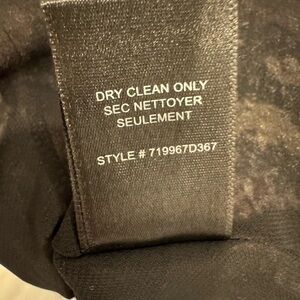 DRY CLEAN ONLY
SEC NETTOYER
SEULEMENT
STYLE # 719967D367